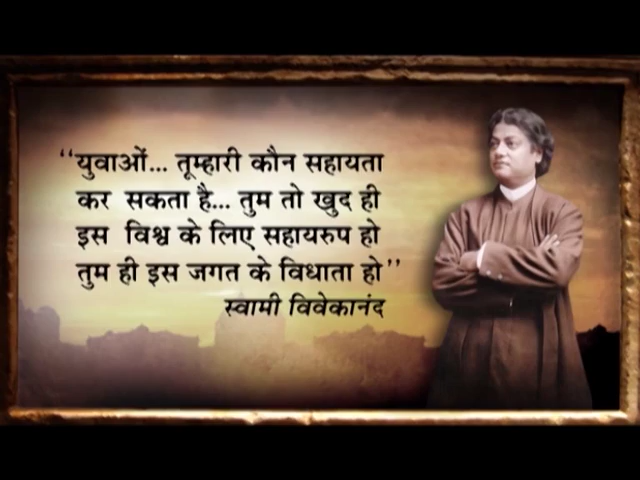 “युवाओं... तूम्हारी कौन सहायता
कर सकता है... तुम तो खुद ही
इस विश्व के लिए सहायरुप हो
तुम ही इस जगत के विधाता हो”
स्वामी विवेकानंद